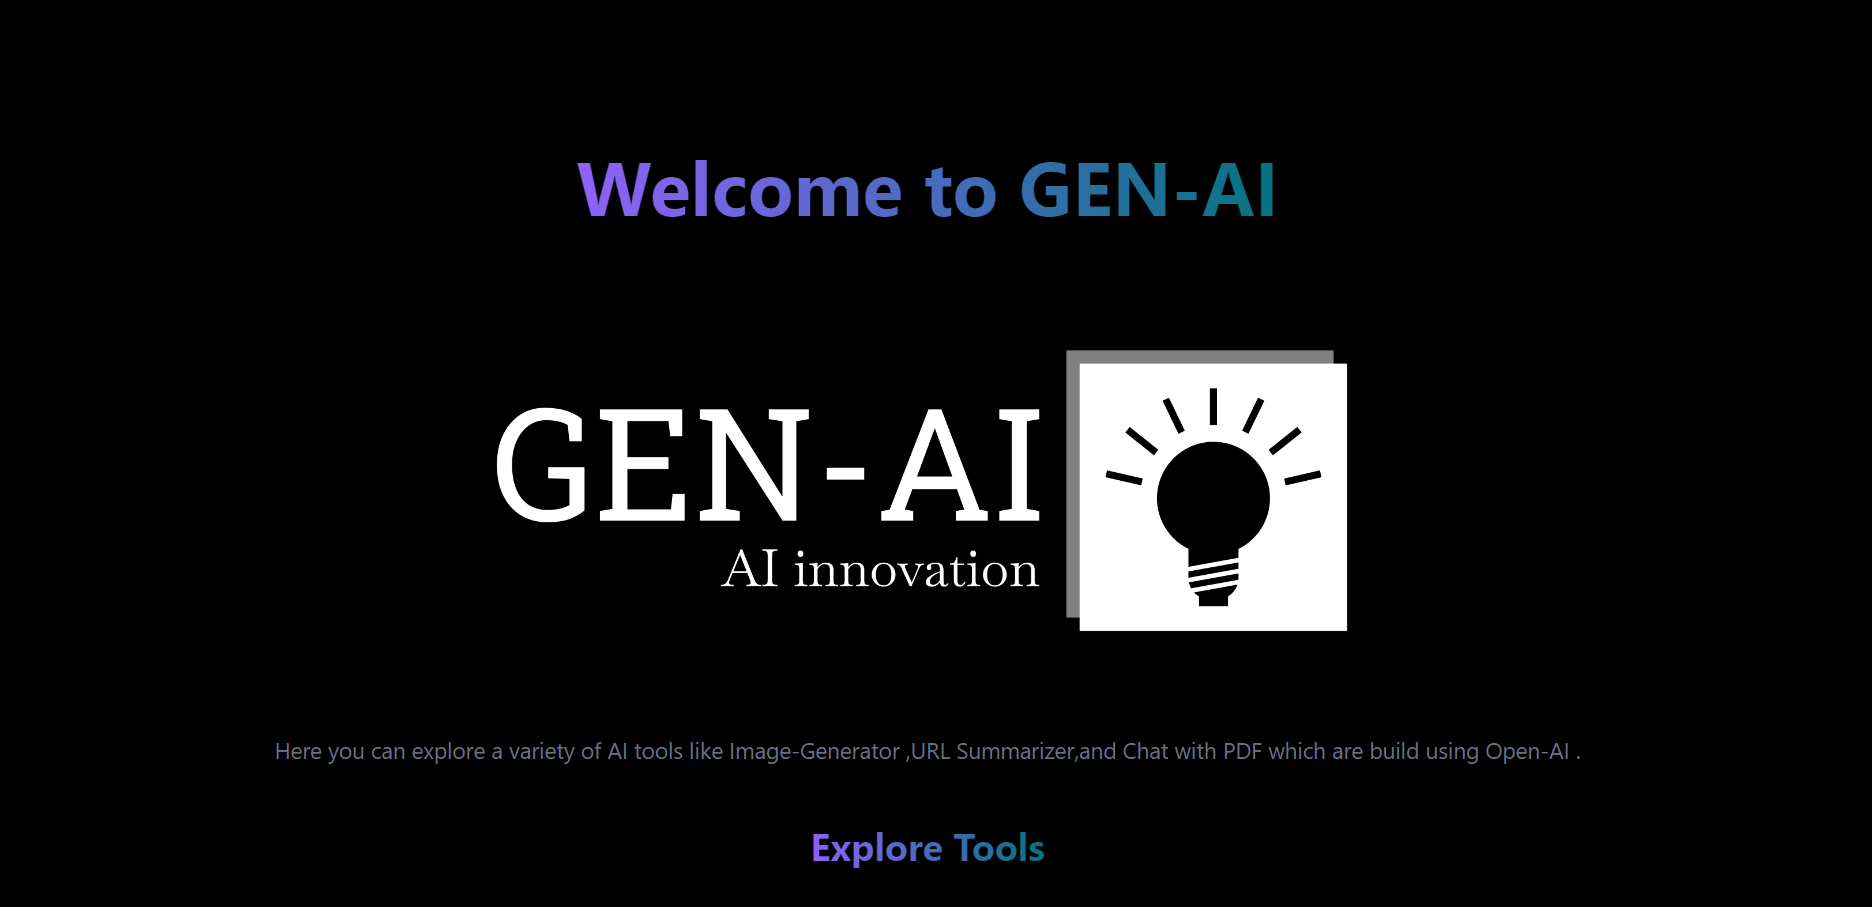 Welcome to GEN-AI
GEN-AI
AI innovation
Here you can explore a variety of AI tools like Image-Generator ,URL Summarizer,and Chat with PDF which are build using Open-AI .
Explore Tools